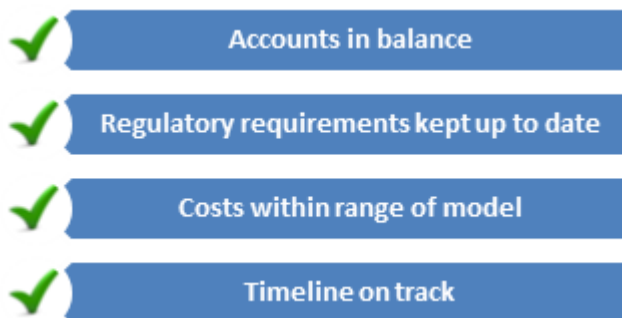 Accounts in balance
Regulatory requirements kept up to date
Costs within range of model
Timeline on track